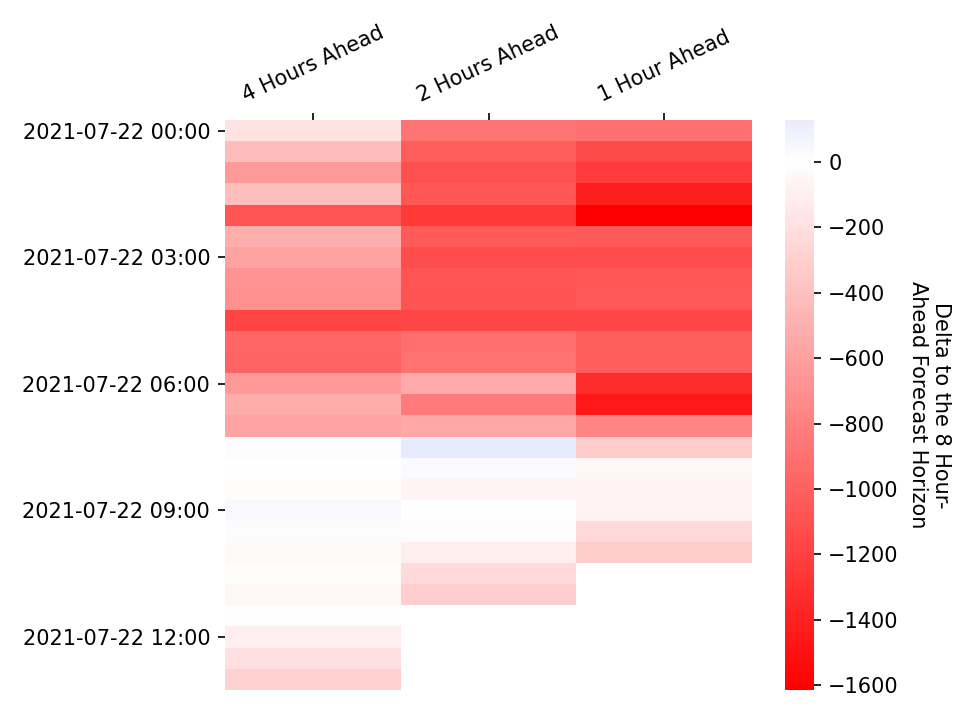 4 Hours Ahead
2 Hours Ahead
1 Hour Ahead
2021-07-22 00:00
2021-07-22 03:00
2021-07-22 06:00
2021-07-22 09:00
2021-07-22 12:00
0
−200
−400
−600
−800
−1000
−1200
−1400
−1600
Delta to the 8 Hour-
Ahead Forecast Horizon